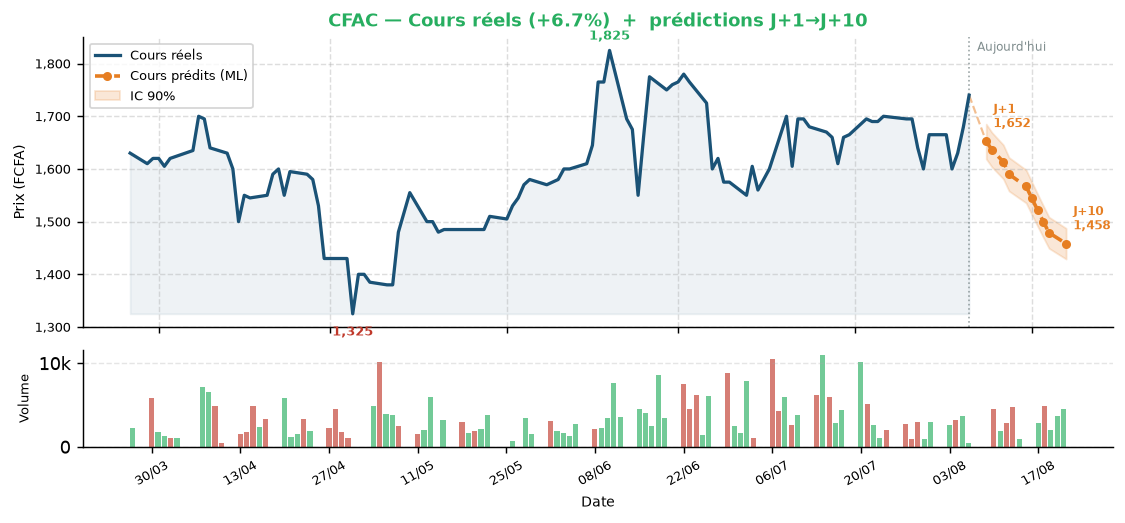 CFAC — Cours réels (+6.7%)  +  prédictions J+1→J+10
1,825
Aujourd'hui
Cours réels
Cours prédits (ML)
IC 90%
J+1
1,652
J+10
1,458
1,325
Prix (FCFA)
1,800
1,700
1,600
1,500
1,400
1,300
Volume
10k
0
30/03
13/04
27/04
11/05
25/05
08/06
22/06
06/07
20/07
03/08
17/08
Date